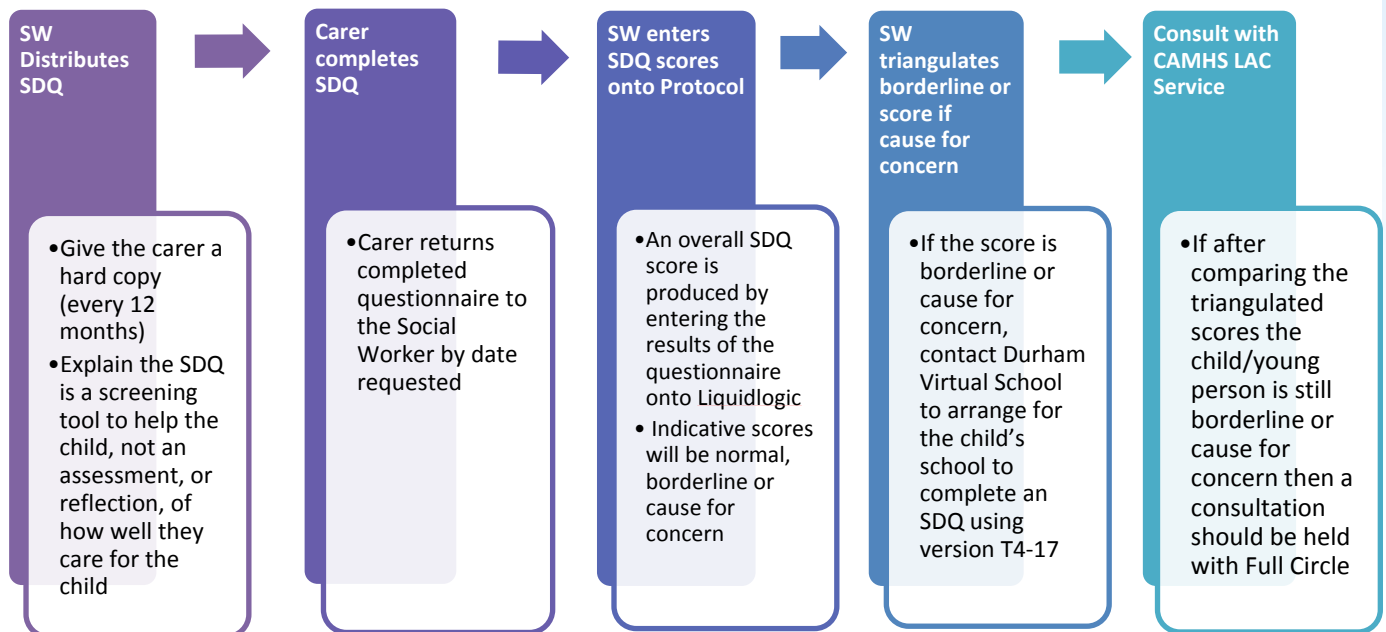 SW
Distributes
SDQ
•Give the carer a
hard copy
(every 12
months)
•Explain the SDQ
is a screening
tool to help the
child, not an
assessment, or
reflection, of
how well they
care for the
child
Carer
completes
SDQ
•Carer returns
completed
questionnaire to
the Social
Worker by date
requested
SW enters
SDQ scores
onto Protocol
•An overall SDQ
score is
produced by
entering the
results of the
questionnaire
onto Liquidlogic
• Indicative scores
will be normal,
borderline or
cause for
concern
SW
triangulates
borderline or
score if
cause for
concern
•If the score is
borderline or
cause for
concern,
contact Durham
Virtual School
to arrange for
the child’s
school to
complete an
SDQ using
version T4-17
Consult with
CAMHS LAC
Service
•If after
comparing the
triangulated
scores the
child/young
person is still
borderline or
cause for
concern then a
consultation
should be held
with Full Circle